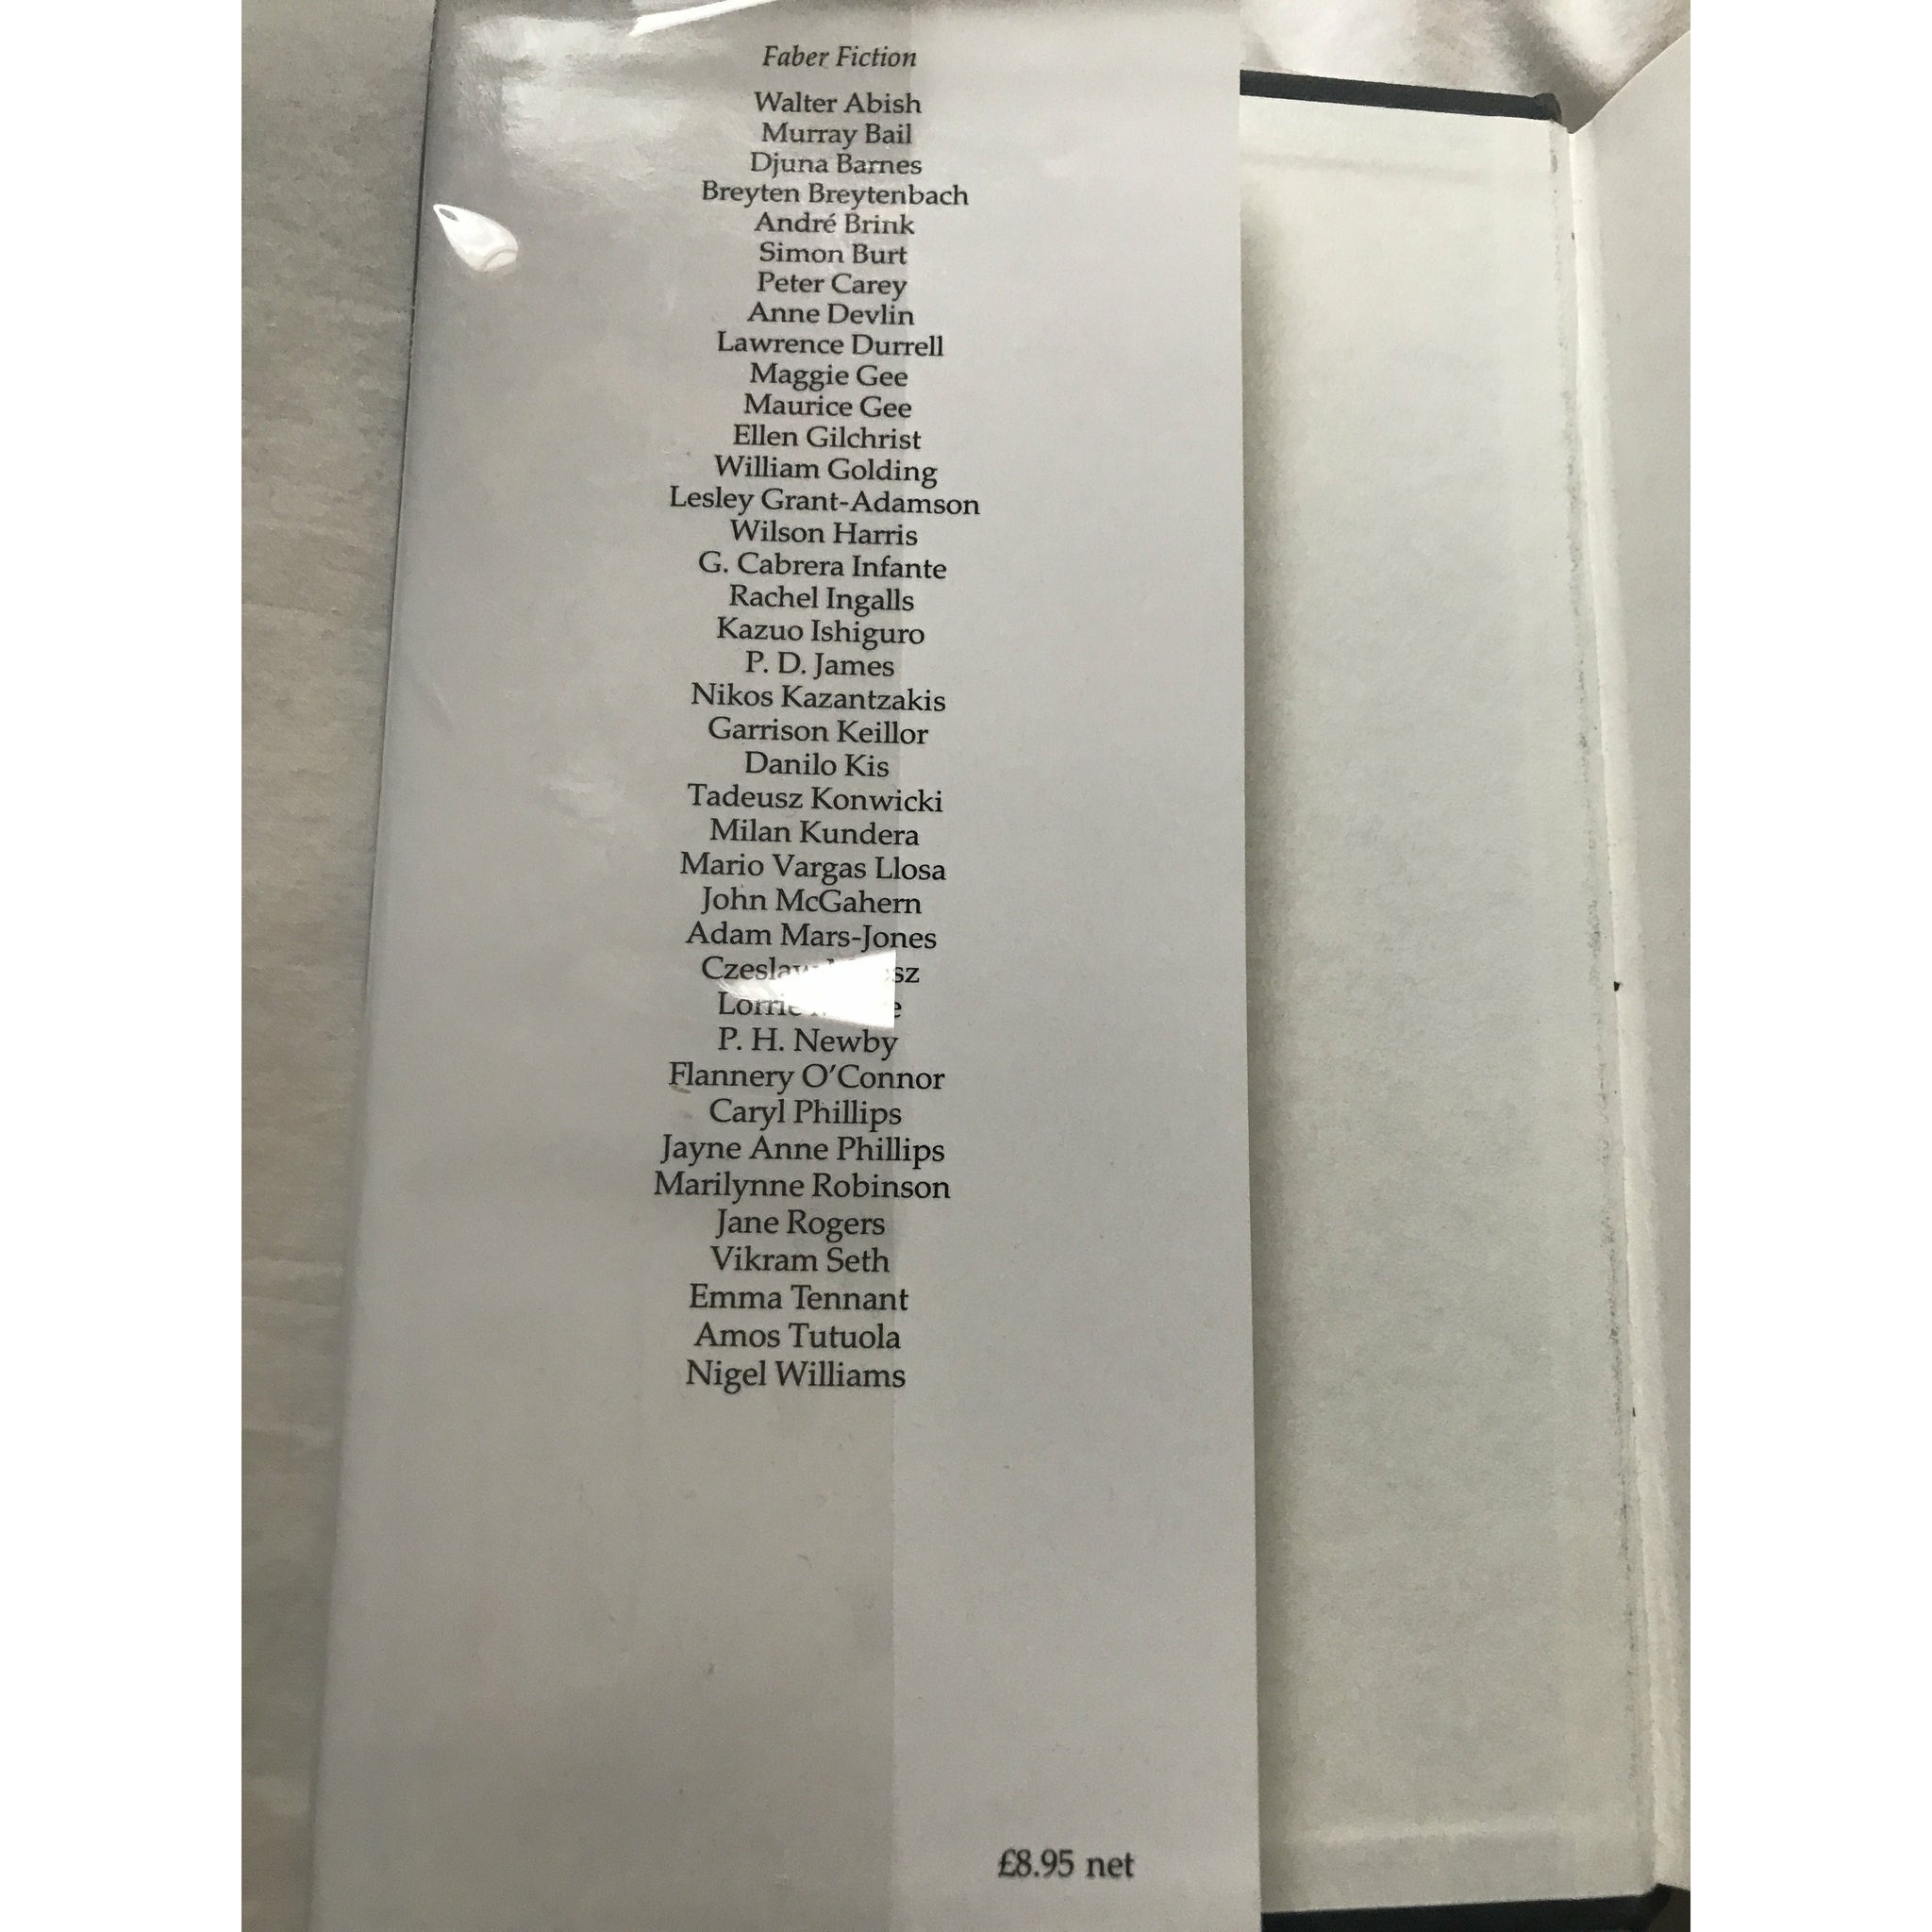 Faber Fiction
Walter Abish
Murray Bail
Djuna Barnes
Breyten Breytenbach
André Brink
Simon Burt
Peter Carey
Anne Devlin
Lawrence Durrell
Maggie Gee
Maurice Gee
Ellen Gilchrist
William Golding
Lesley Grant-Adamson
Wilson Harris
G. Cabrera Infante
Rachel Ingalls
Kazuo Ishiguro
P. D. James
Nikos Kazantzakis
Garrison Keillor
Danilo Kis
Tadeusz Konwicki
Milan Kundera
Mario Vargas Llosa
John McGahern
Adam Mars-Jones
Czeslaw
Lorrie
P. H. Newby
Flannery O'Connor
Caryl Phillips
Jayne Anne Phillips
Marilynne Robinson
Jane Rogers
Vikram Seth
Emma Tennant
Amos Tutuola
Nigel Williams
£8.95 net